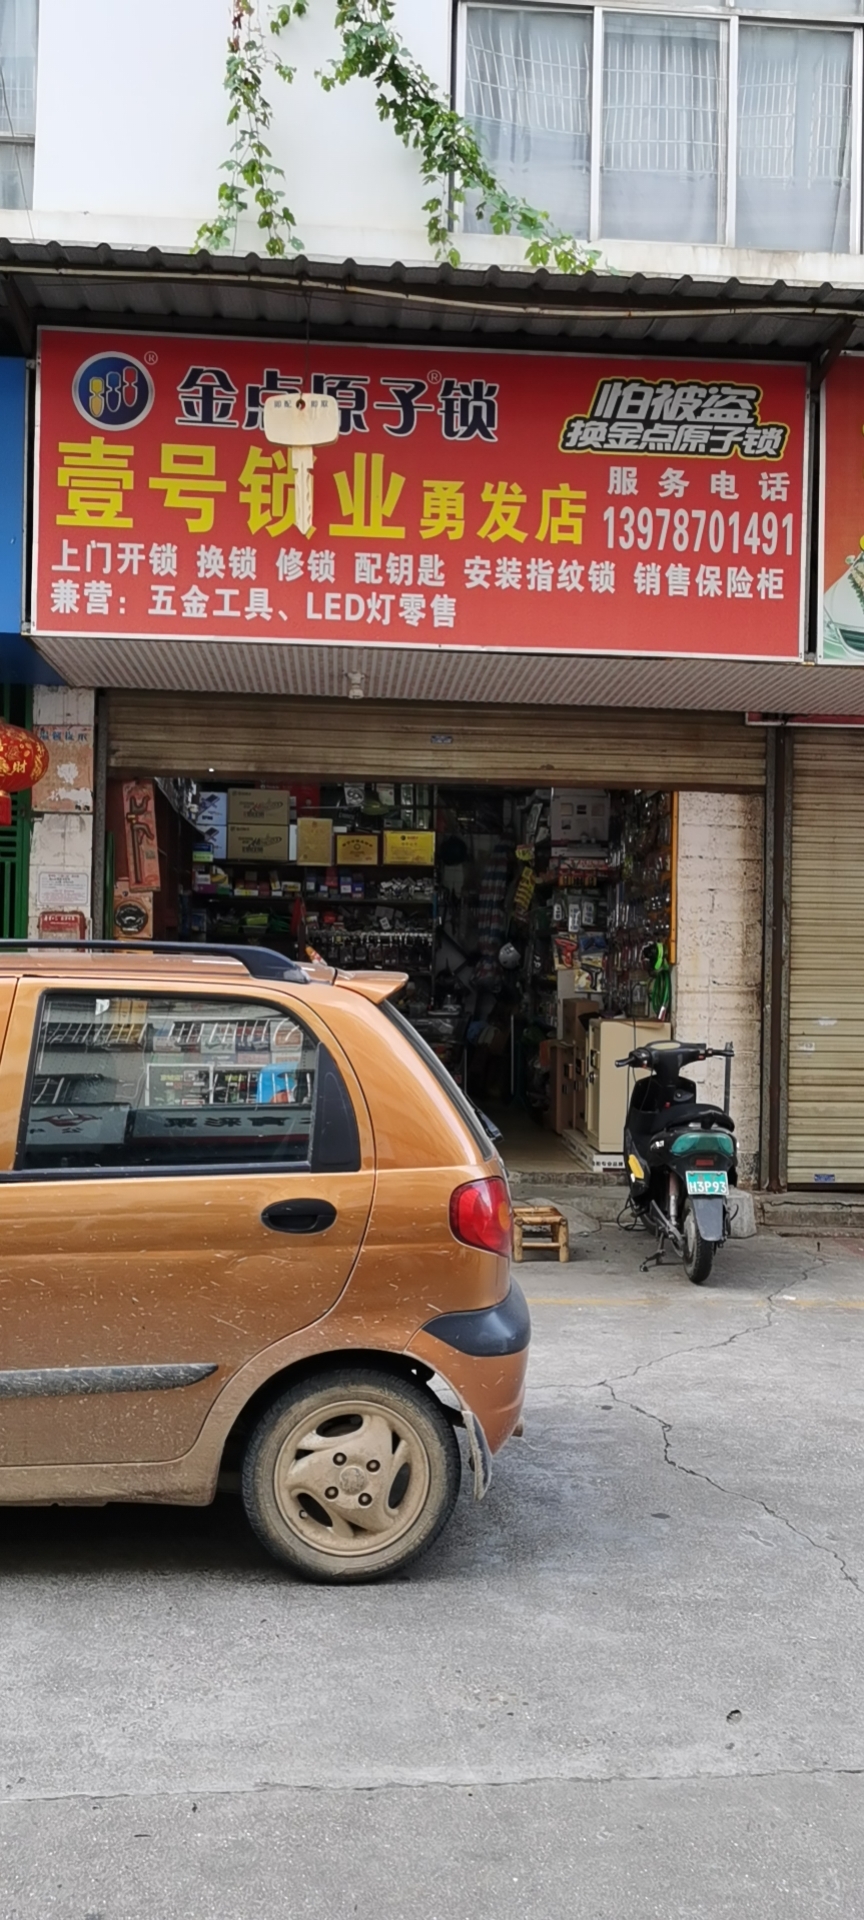 金点原子锁
怕被盗
换金点原子锁
壹号锁业勇发店
服务电话
13978701491
上门开锁 换锁 修锁 配钥匙 安装指纹锁 销售保险柜
兼营：五金工具、LED灯零售
H3P93